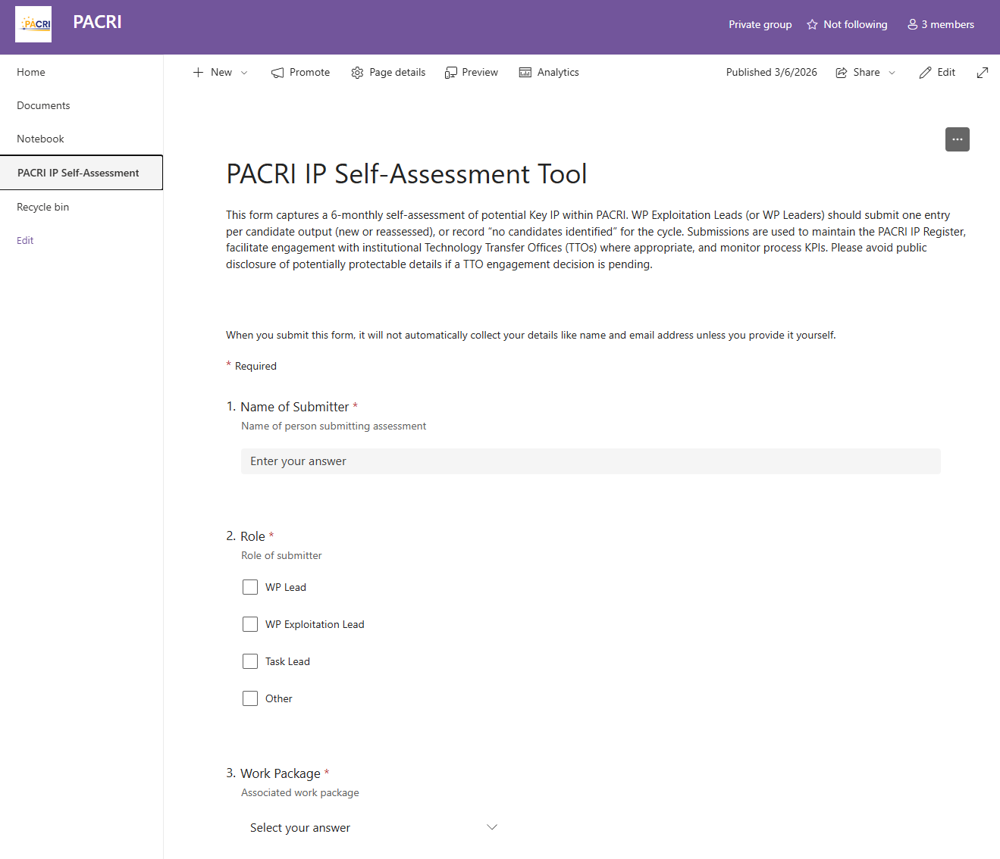 PACRI
PACRI
Private group
Not following
3 members
Home
Documents
Notebook
PACRI IP Self-Assessment
Recycle bin
Edit
New
Promote
Page details
Preview
Analytics
Published 3/6/2026
Share
Edit
PACRI IP Self-Assessment Tool
This form captures a 6-monthly self-assessment of potential Key IP within PACRI. WP Exploitation Leads (or WP Leaders) should submit one entry
per candidate output (new or reassessed), or record “no candidates identified” for the cycle. Submissions are used to maintain the PACRI IP Register,
facilitate engagement with institutional Technology Transfer Offices (TTOs) where appropriate, and monitor process KPIs. Please avoid public
disclosure of potentially protectable details if a TTO engagement decision is pending.
When you submit this form, it will not automatically collect your details like name and email address unless you provide it yourself.
* Required
1. Name of Submitter *
Name of person submitting assessment
Enter your answer
2. Role *
Role of submitter
WP Lead
WP Exploitation Lead
Task Lead
Other
3. Work Package *
Associated work package
Select your answer